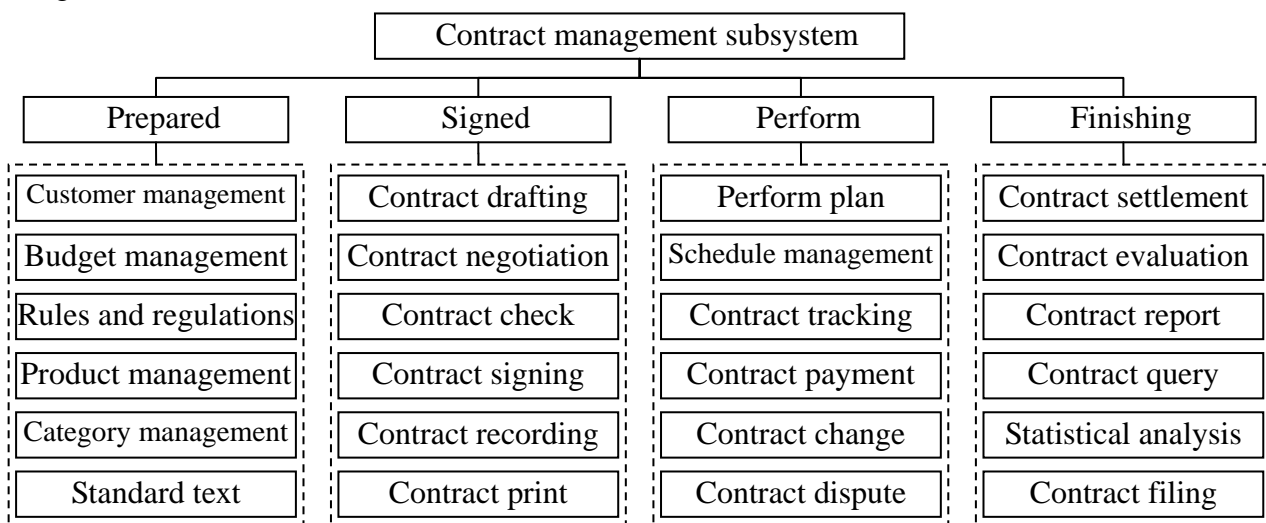 Contract management subsystem
Prepared
Signed
Perform
Finishing
Customer management
Budget management
Rules and regulations
Product management
Category management
Standard text
Contract drafting
Contract negotiation
Contract check
Contract signing
Contract recording
Contract print
Perform plan
Schedule management
Contract tracking
Contract payment
Contract change
Contract dispute
Contract settlement
Contract evaluation
Contract report
Contract query
Statistical analysis
Contract filing